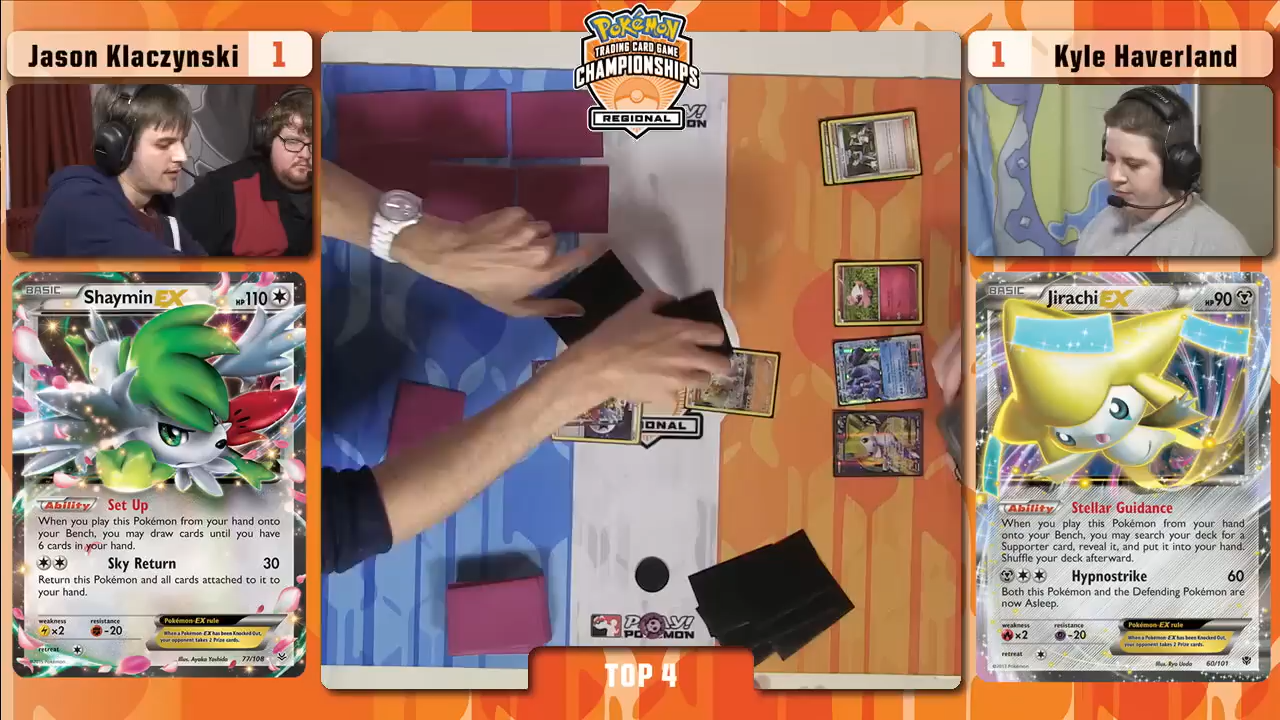 Jason Klaczynski 1
Pokémon
TRADING CARD GAME
CHAMPIONSHIPS
REGIONAL
1 Kyle Haverland
BASIC
Shaymin EX
HP110
Ability Set Up
When you play this Pokémon from your hand onto
your Bench, you may draw cards until you have
6 cards in your hand.
Sky Return 30
Return this Pokémon and all cards attached to it to
your hand.
weakness
×2
resistance
-20
retreat
Pokémon-EX rule
When a Pokémon-EX has been Knocked Out,
your opponent takes 2 Prize cards.
Illus. Ayaka Yoshida 77/108
BASIC
Jirachi EX
HP90
Ability Stellar Guidance
When you play this Pokémon from your hand
onto your Bench, you may search your deck for a
Supporter card, reveal it, and put it into your hand.
Shuffle your deck afterward.
Hypnostrike 60
Both this Pokémon and the Defending Pokémon are
now Asleep.
weakness
×2
resistance
-20
retreat
Pokémon-EX rule
When a Pokémon-EX has been Knocked Out,
your opponent takes 2 Prize cards.
Illus. Ryo Ueda 60/101
ONAL
PLAY!
POKÉMON
TOP 4